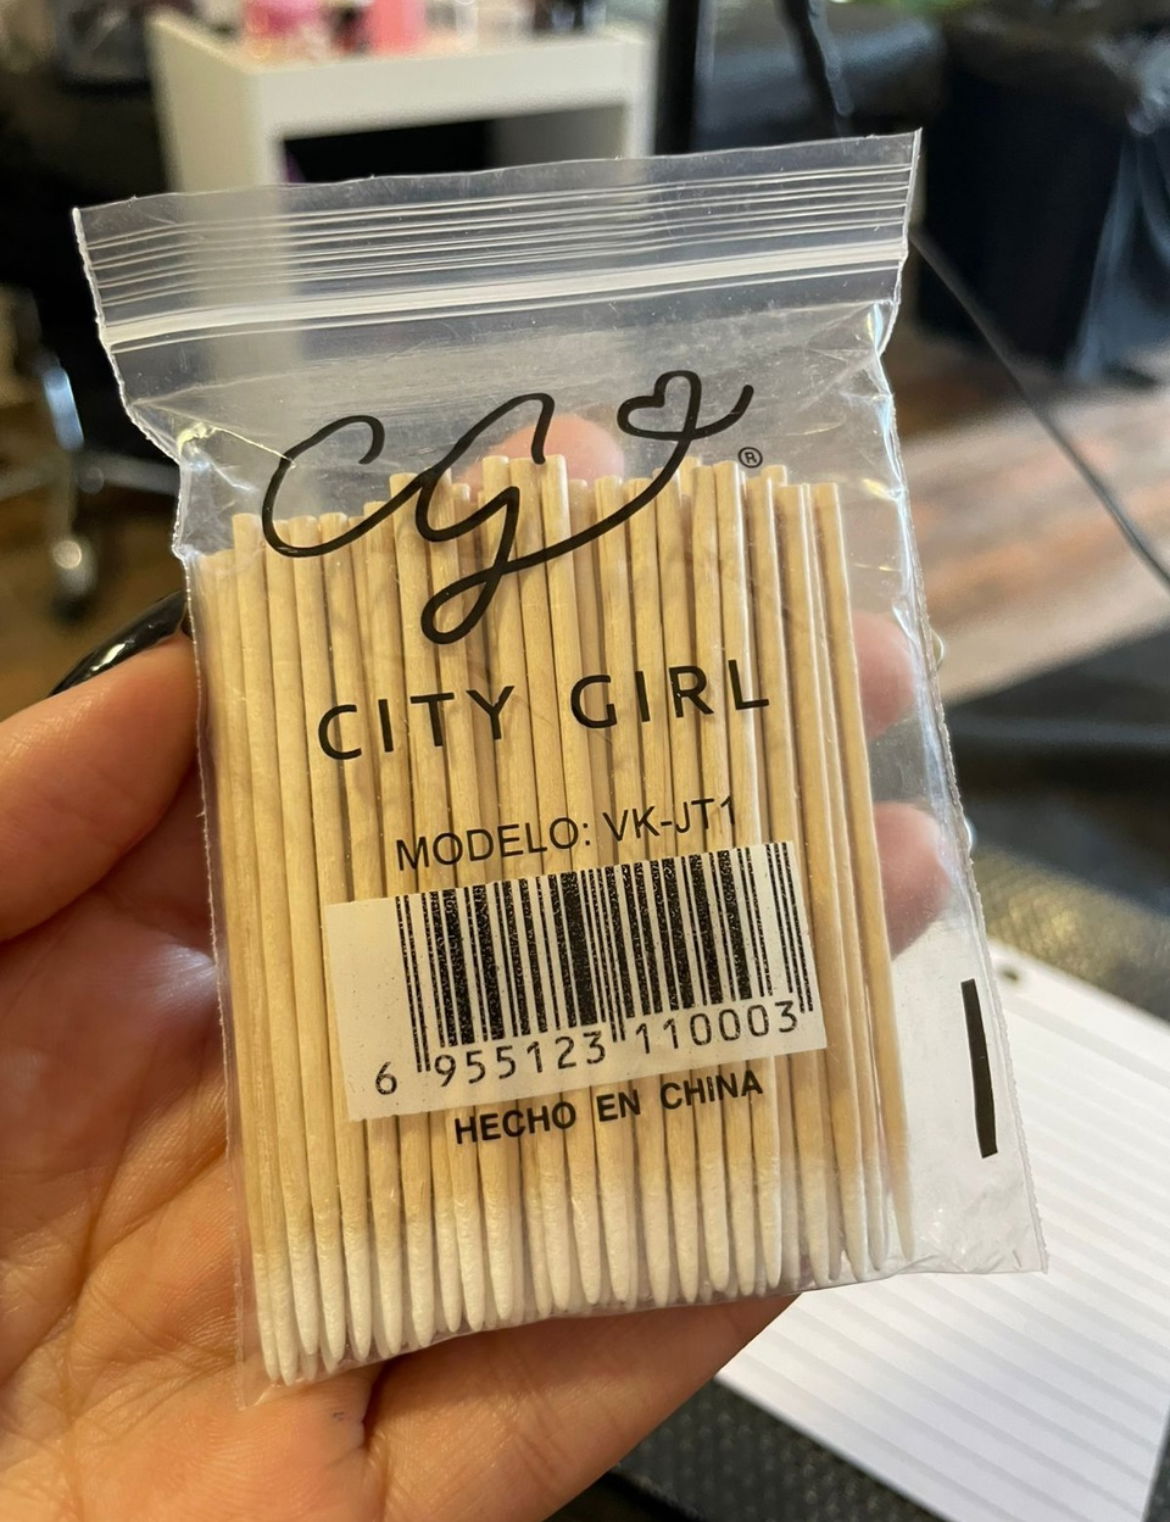 CG
®
CITY GIRL
MODELO: VK-JT1
6 955123 110003
HECHO EN CHINA